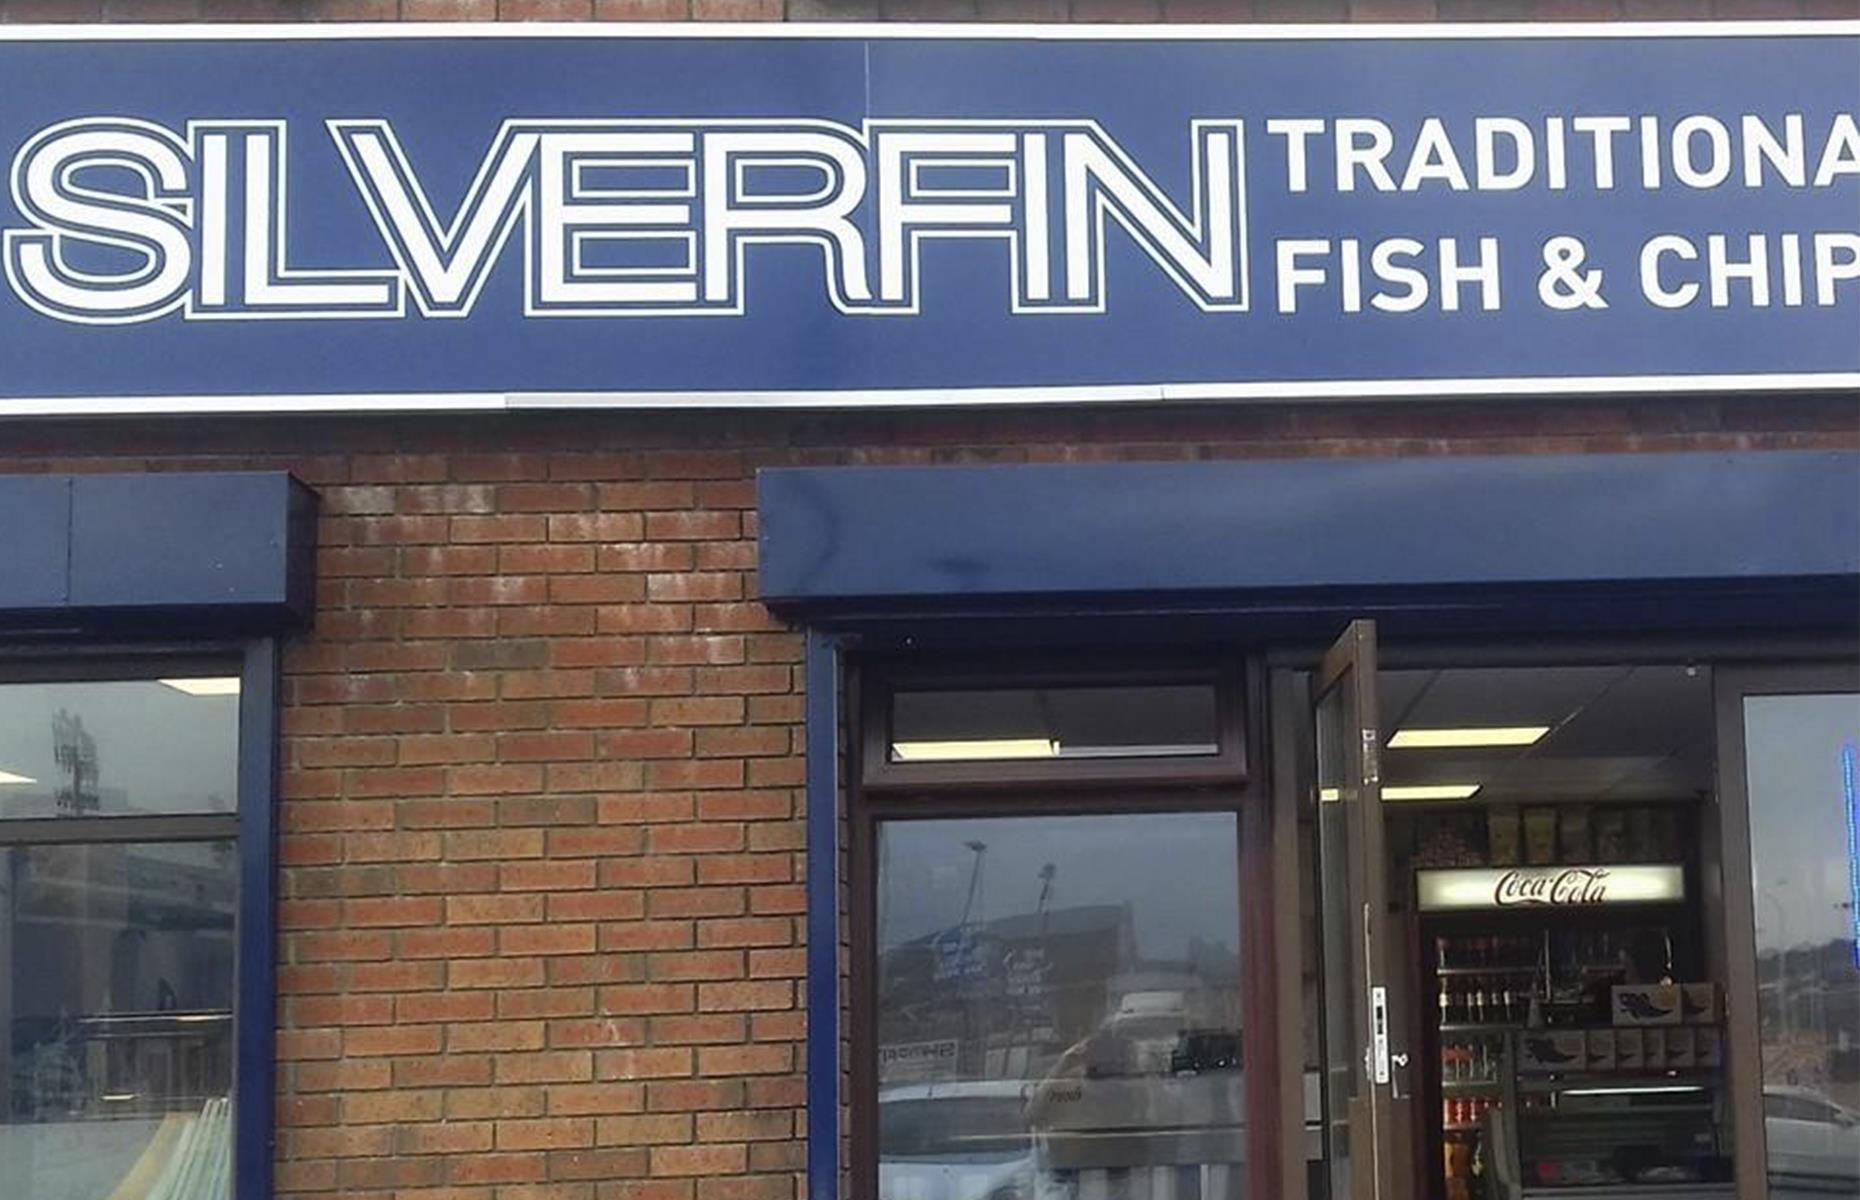 SILVERFIN
TRADITIONA
FISH & CHIP
Coca-Cola